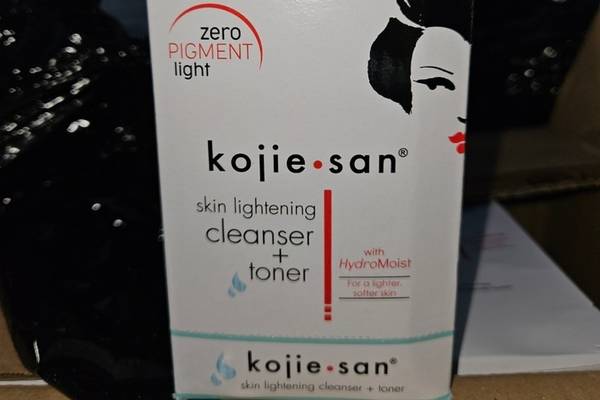 zero
PIGMENT
light
kojie•san®
skin lightening
cleanser
+
toner
with
HydroMoist
For a lighter,
softer skin
kojie•san®
skin lightening cleanser + toner